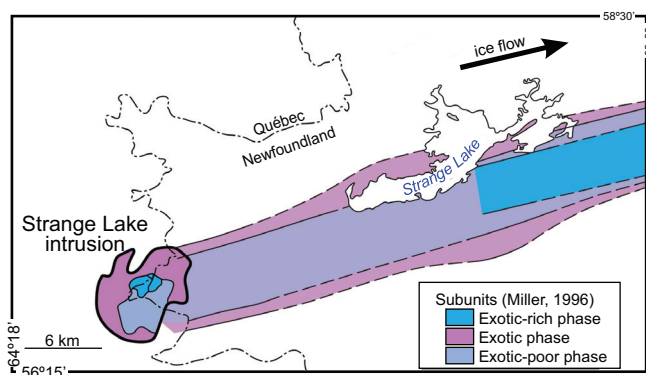 58°30'
ice flow
Québec
Newfoundland
Strange Lake
Strange Lake
intrusion
Subunits (Miller, 1996)
Exotic-rich phase
Exotic phase
Exotic-poor phase
6 km
64°18'
56°15'